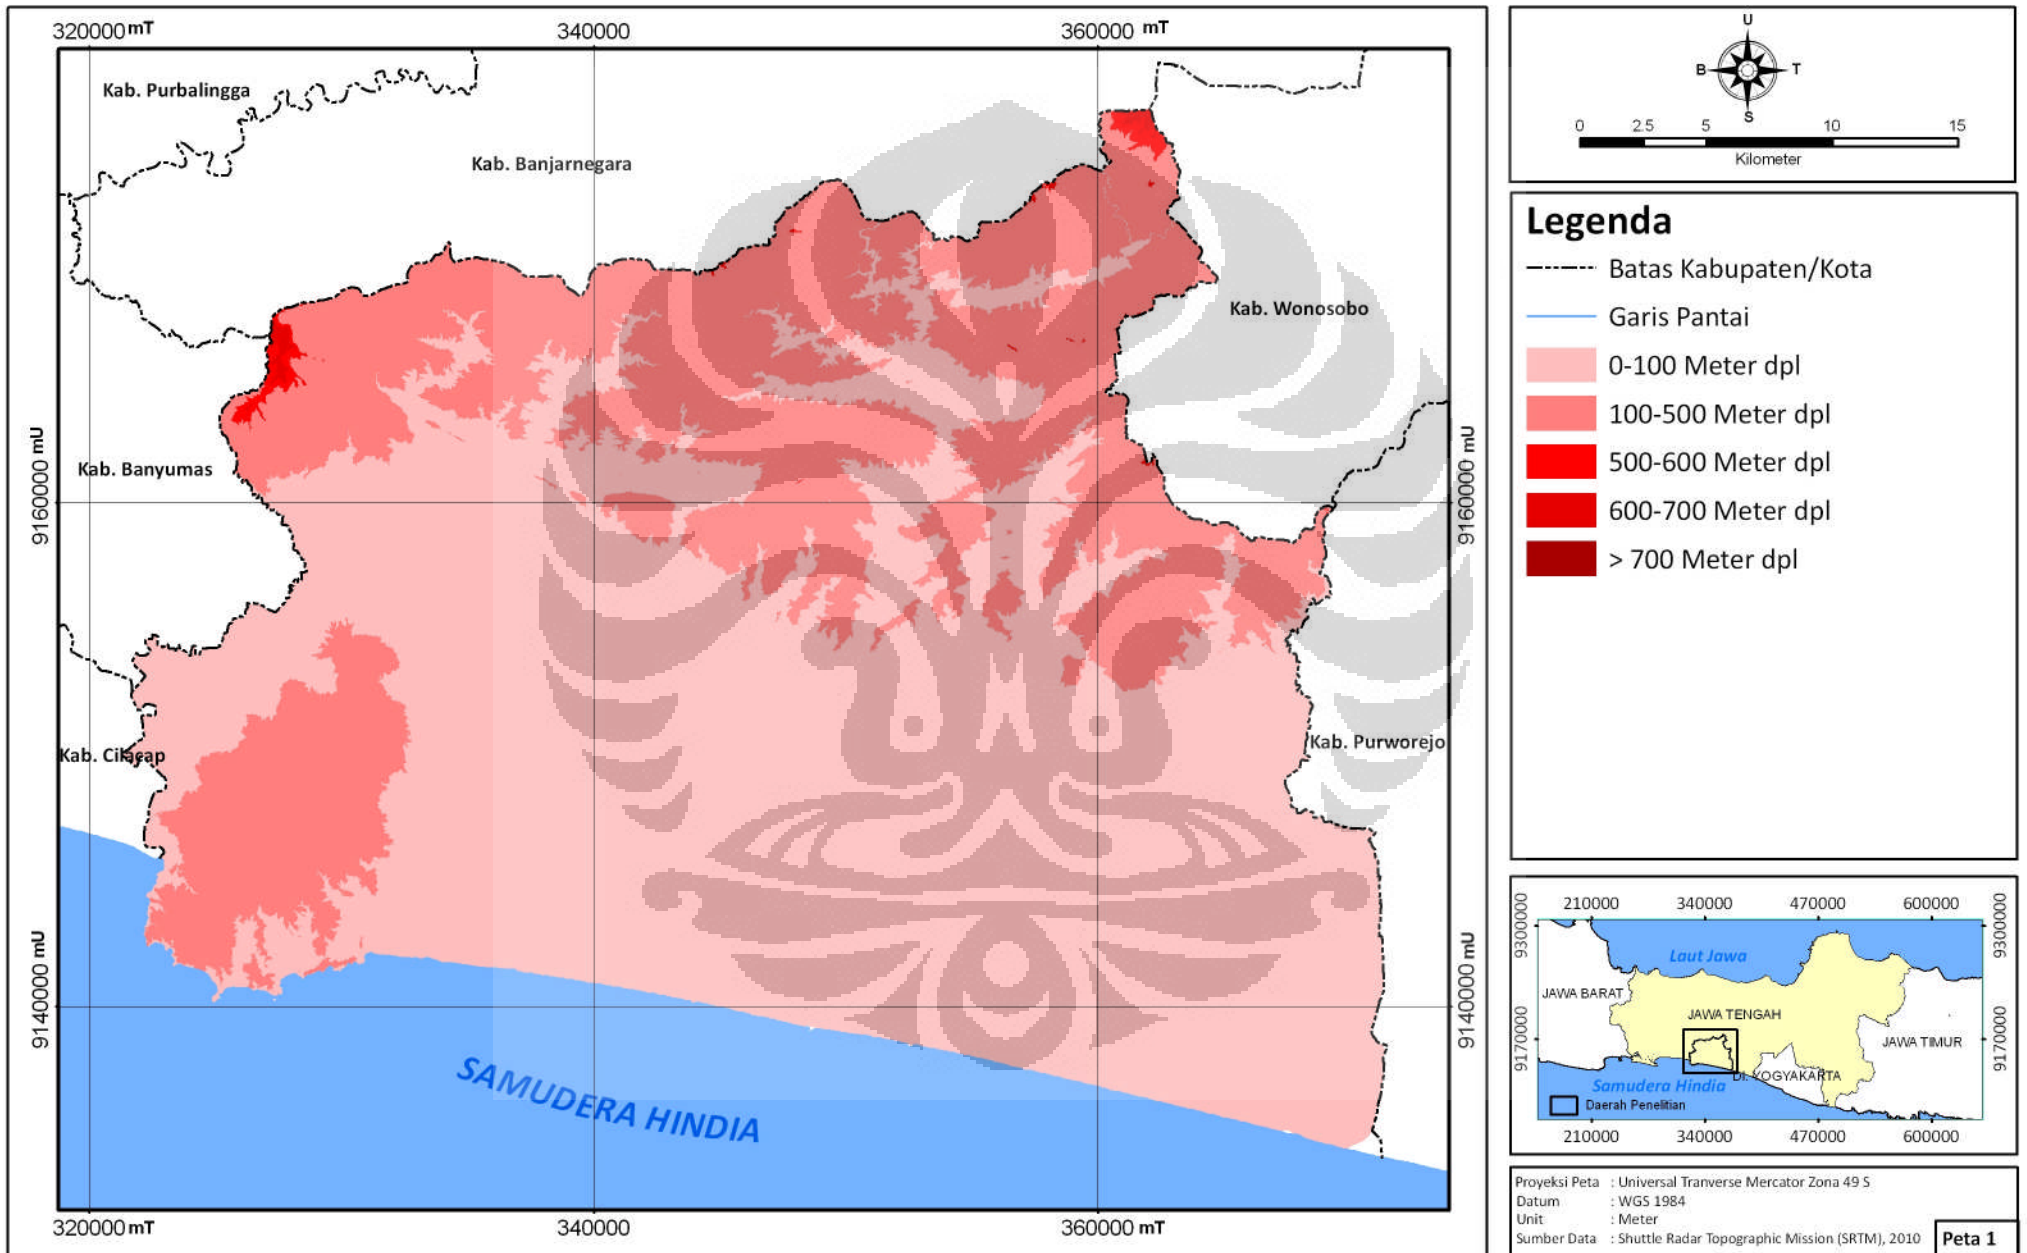 320000 mT 340000 360000 mT
Kab. Purbalingga
Kab. Banjarnegara
Kab. Wonosobo
Kab. Banyumas
9160000 mU
9160000 mU
Kab. Cilacap
Kab. Purworejo
9140000 mU
9140000 mU
SAMUDERA HINDIA
320000 mT 340000 360000 mT
U
B T
S
0 2.5 5 10 15
Kilometer
Legenda
Batas Kabupaten/Kota
Garis Pantai
0-100 Meter dpl
100-500 Meter dpl
500-600 Meter dpl
600-700 Meter dpl
> 700 Meter dpl
210000 340000 470000 600000
9300000
9300000
Laut Jawa
JAWA BARAT
JAWA TENGAH
JAWA TIMUR
9170000
9170000
DI. YOGYAKARTA
Samudera Hindia
Daerah Penelitian
210000 340000 470000 600000
Proyeksi Peta : Universal Tranverse Mercator Zona 49 S
Datum : WGS 1984
Unit : Meter
Sumber Data : Shuttle Radar Topographic Mission (SRTM), 2010
Peta 1